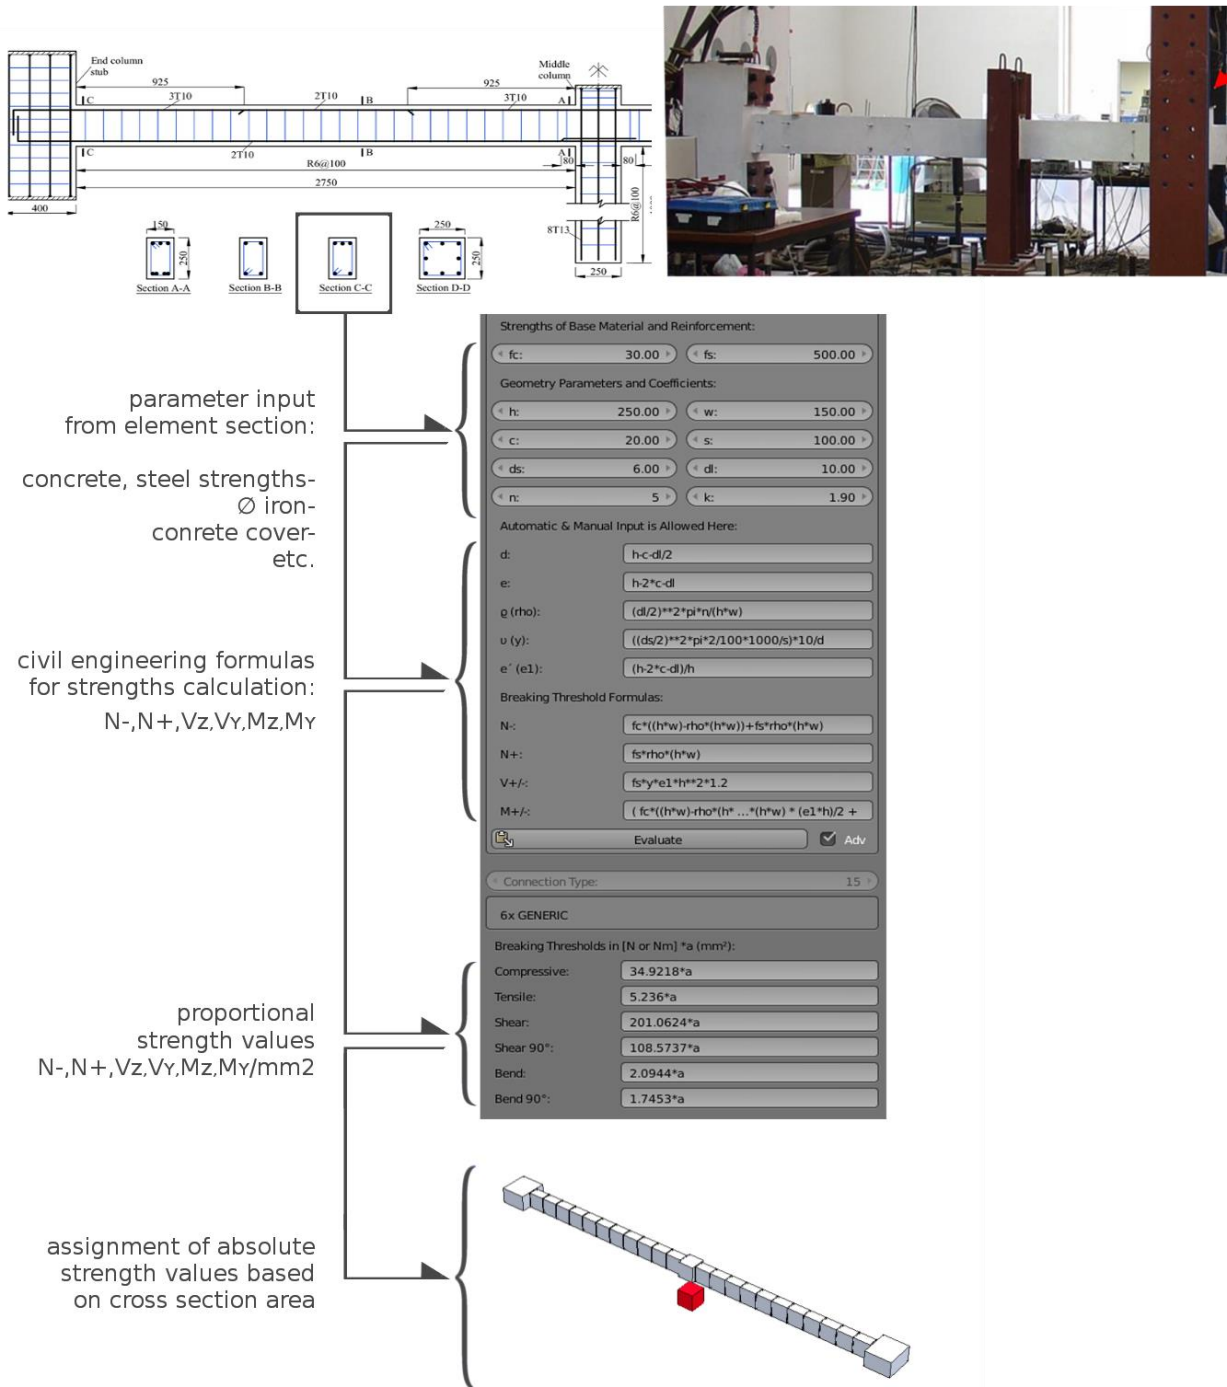 End column
stub
Middle
column
925
925
C
3T10
2T10
B
3T10
A
C
2T10
B
A
R6@100
80
80
2750
400
R6@100
8T13
250
150
250
250
250
Section A-A
Section B-B
Section C-C
Section D-D
Strengths of Base Material and Reinforcement:
fc: 30.00 fs: 500.00
Geometry Parameters and Coefficients:
h: 250.00 w: 150.00
c: 20.00 s: 100.00
ds: 6.00 dl: 10.00
n: 5 k: 1.90
parameter input
from element section:
concrete, steel strengths-
Ø iron-
conrete cover-
etc.
Automatic & Manual Input is Allowed Here:
d: h-c-dl/2
e: h-2*c-dl
ϱ (rho): (dl/2)**2*pi*n/(h*w)
υ (y): ((ds/2)**2*pi*2/100*1000/s)*10/d
e´ (e1): (h-2*c-dl)/h
civil engineering formulas
for strengths calculation:
N-,N+,Vz,Vʏ,Mz,Mʏ
Breaking Threshold Formulas:
N-: fc*((h*w)-rho*(h*w))+fs*rho*(h*w)
N+: fs*rho*(h*w)
V+/-: fs*y*e1*h**2*1.2
M+/-: ( fc*((h*w)-rho*(h* ...*(h*w) * (e1*h)/2 +
Evaluate Adv
Connection Type: 15
6x GENERIC
Breaking Thresholds in [N or Nm] *a (mm²):
Compressive: 34.9218*a
Tensile: 5.236*a
Shear: 201.0624*a
Shear 90°: 108.5737*a
Bend: 2.0944*a
Bend 90°: 1.7453*a
proportional
strength values
N-,N+,Vz,Vʏ,Mz,Mʏ/mm2
assignment of absolute
strength values based
on cross section area